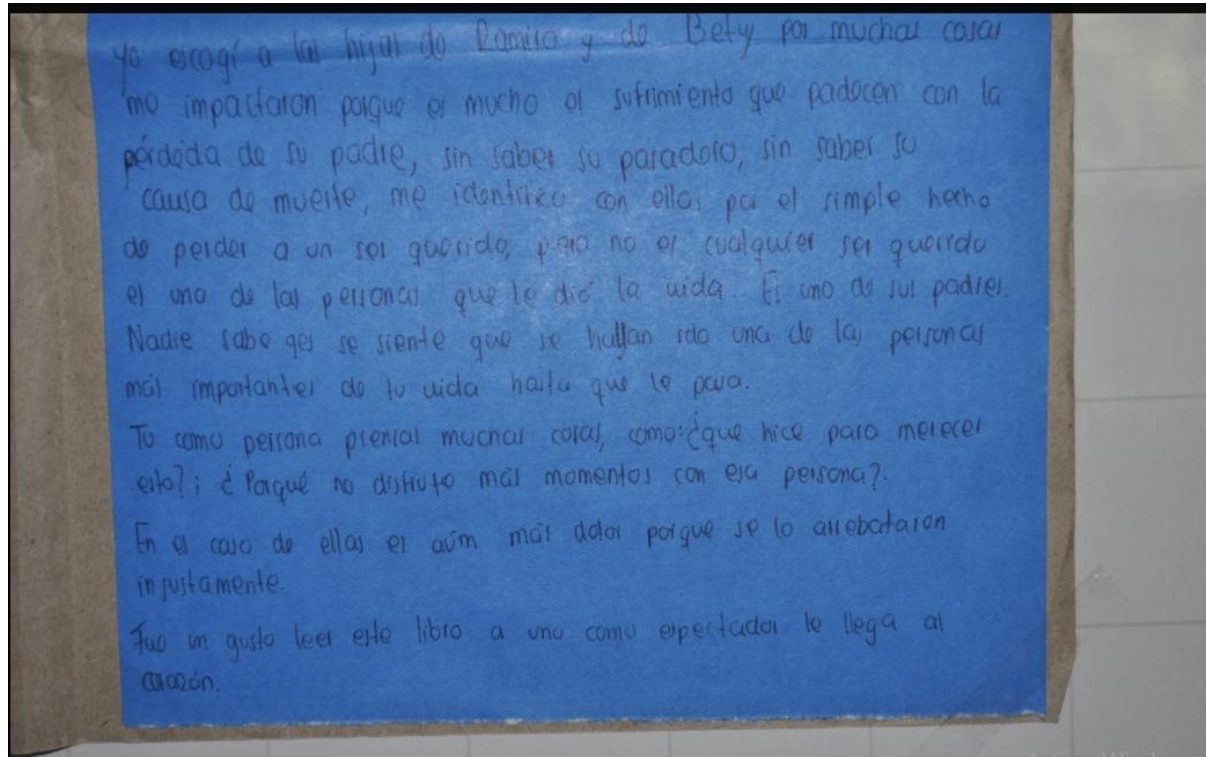 Yo escogí a las hijas de Ramiro y de Bety por muchas cosas
me impactaron porque es mucho el sufrimiento que padecen con la
pérdida de su padre, sin saber su paradero, sin saber su
causa de muerte, me identifico con ellas por el simple hecho
de perder a un ser querido, pero no es cualquier ser querido
es una de las personas que le dió la vida. Es uno de sus padres.
Nadie sabe qes se siente que se hallan ido una de las personas
más importantes de tu vida hasta que le pasa.
Tú como persona piensas muchas cosas, como: ¿que hice para merecer
esto?; ¿Porqué no disfruto más momentos con esa persona?.
En el caso de ellas es aúm más dolor porque se lo arrebataron
injustamente.
Fue un gusto leer este libro a uno como espectador le llega al
corazón.